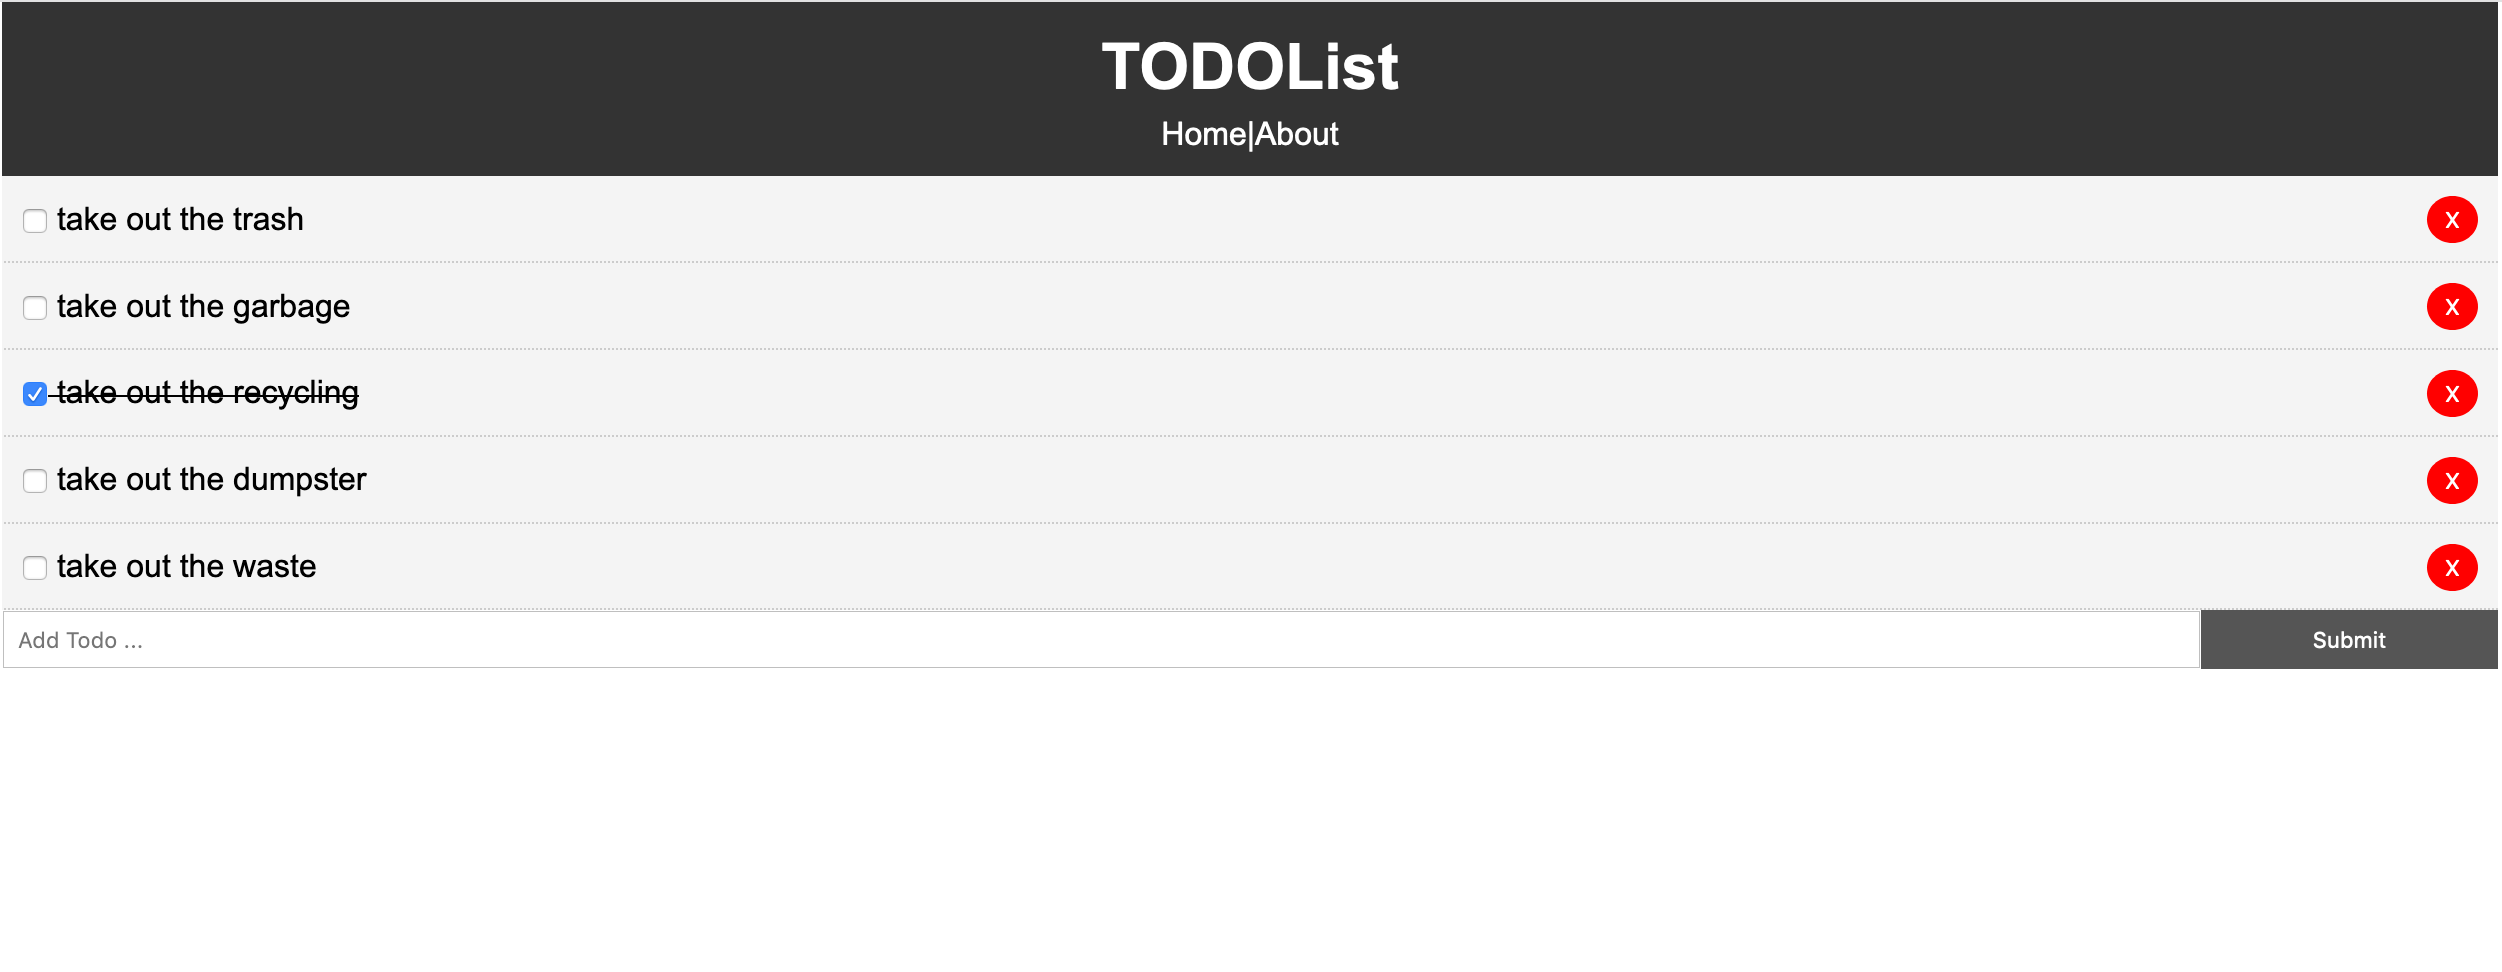 TODOList
Home|About
take out the trash x
take out the garbage x
take out the recycling x
take out the dumpster x
take out the waste x
Add Todo ... Submit